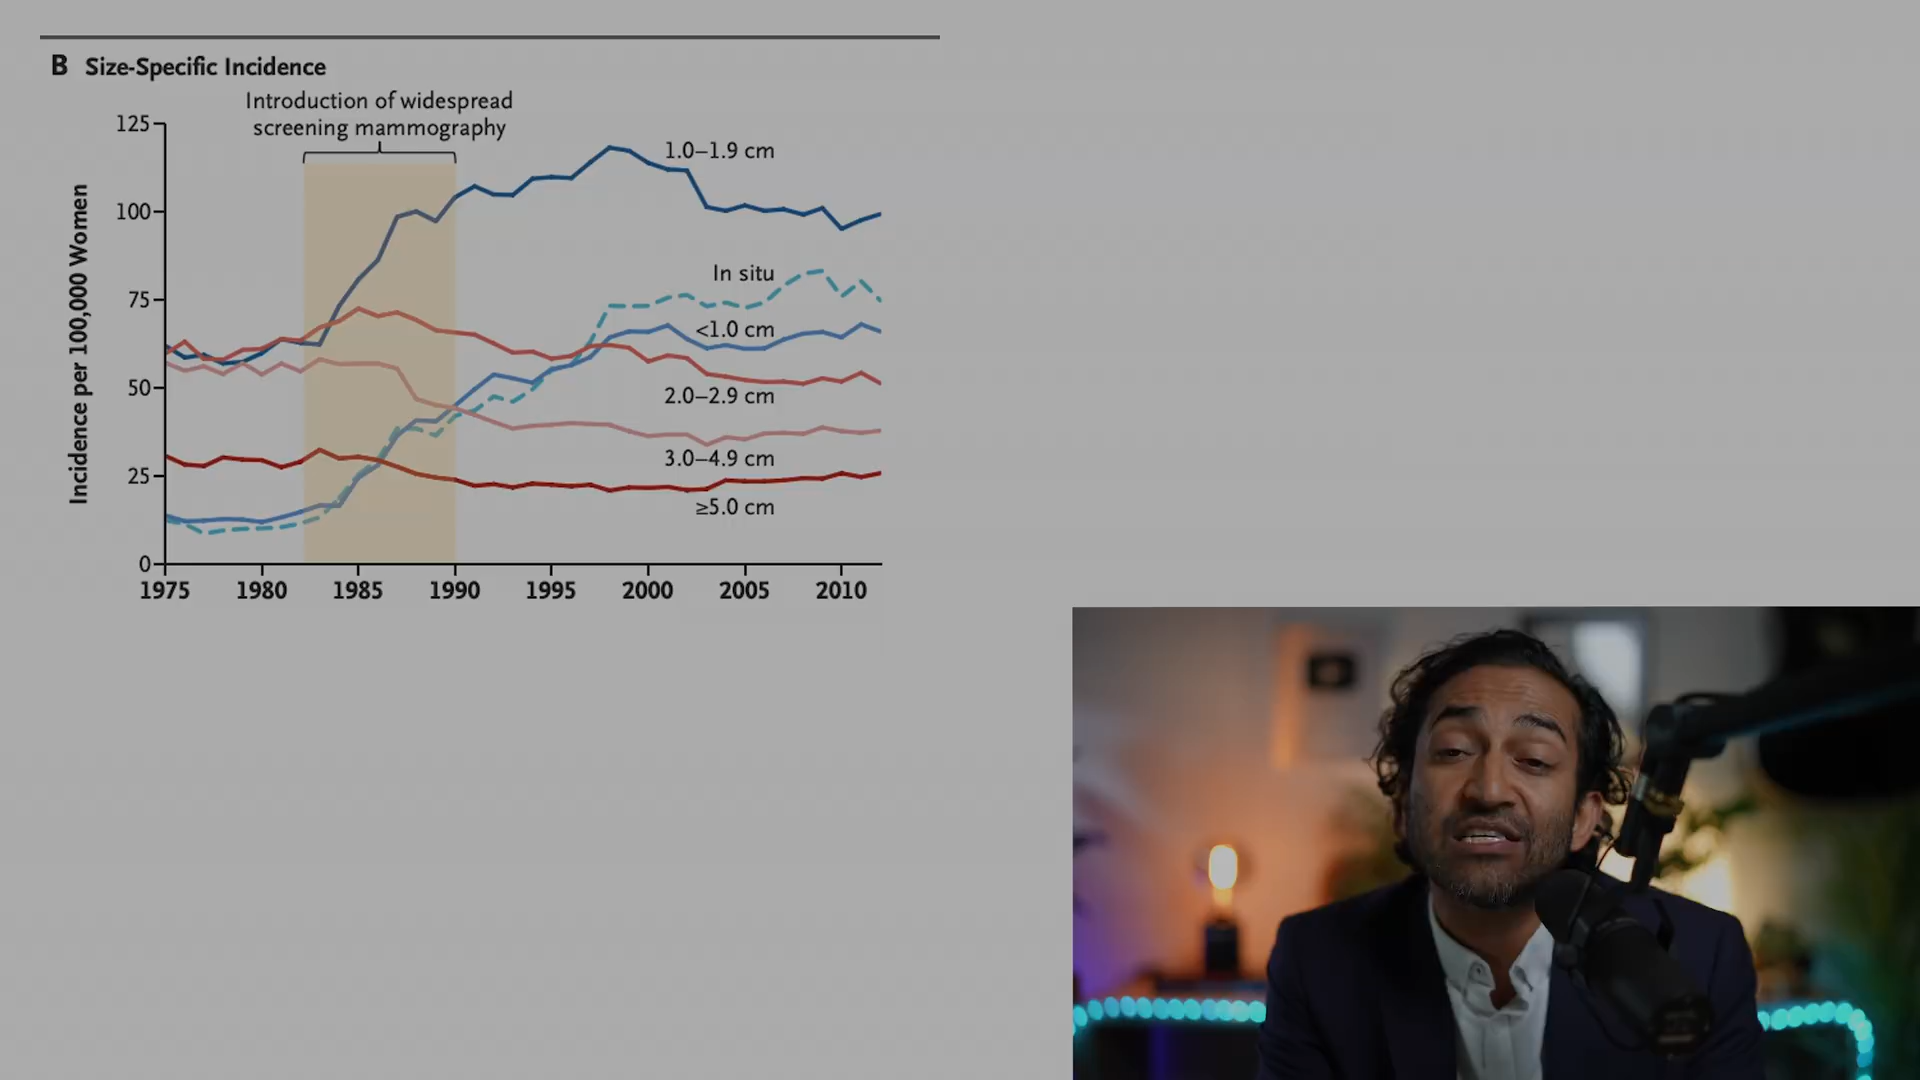 B Size-Specific Incidence
Introduction of widespread
screening mammography
Incidence per 100,000 Women
125
100
75
50
25
0
1.0–1.9 cm
In situ
<1.0 cm
2.0–2.9 cm
3.0–4.9 cm
≥5.0 cm
1975 1980 1985 1990 1995 2000 2005 2010